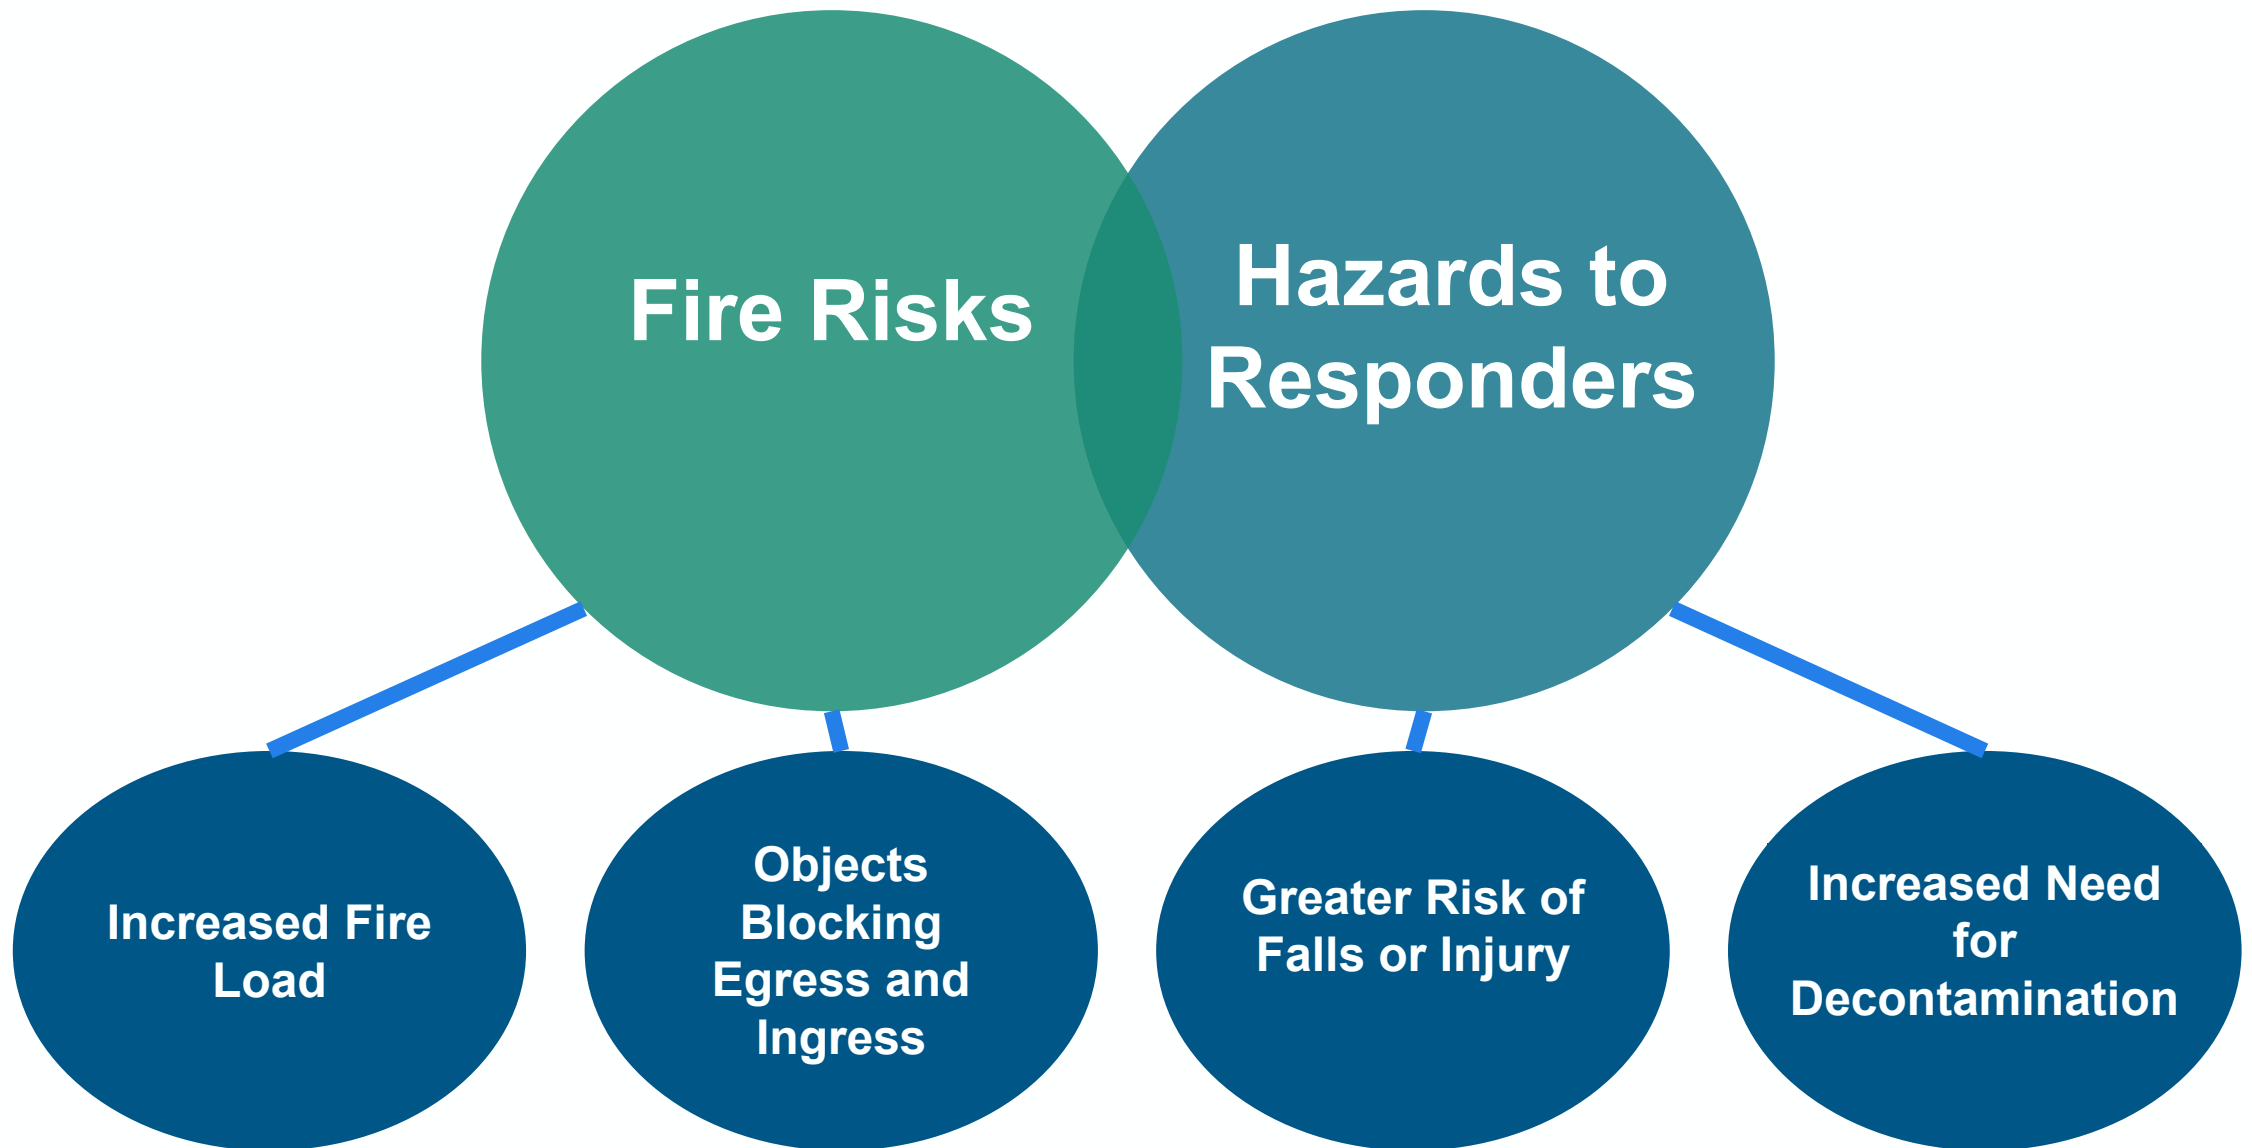 Fire Risks
Hazards to
Responders
Increased Fire
Load
Objects
Blocking
Egress and
Ingress
Greater Risk of
Falls or Injury
Increased Need
for
Decontamination